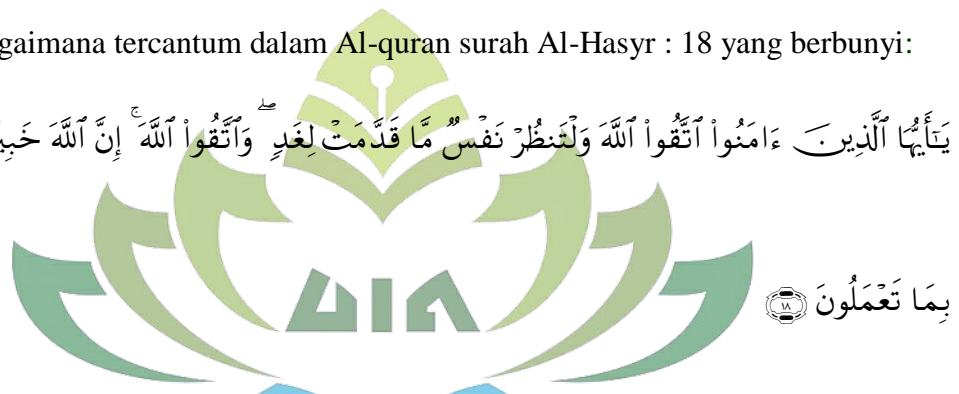 gaimana tercantum dalam Al-quran surah Al-Hasyr : 18 yang berbunyi:
يَـٰٓأَيُّهَا ٱلَّذِينَ ءَامَنُوا۟ ٱتَّقُوا۟ ٱللَّهَ وَلْتَنظُرْ نَفْسٌ مَّا قَدَّمَتْ لِغَدٍ ۖ وَٱتَّقُوا۟ ٱللَّهَ ۚ إِنَّ ٱللَّهَ
بِمَا تَعْمَلُونَ ١٨
UIN